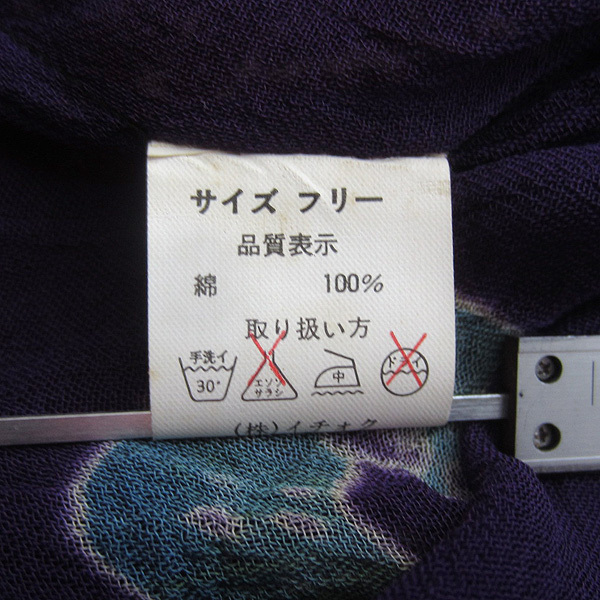 サイズ フリー
品質表示
綿 100%
取り扱い方
手洗イ 30° エンソ サラシ 中 ドライ
(株)イチオク